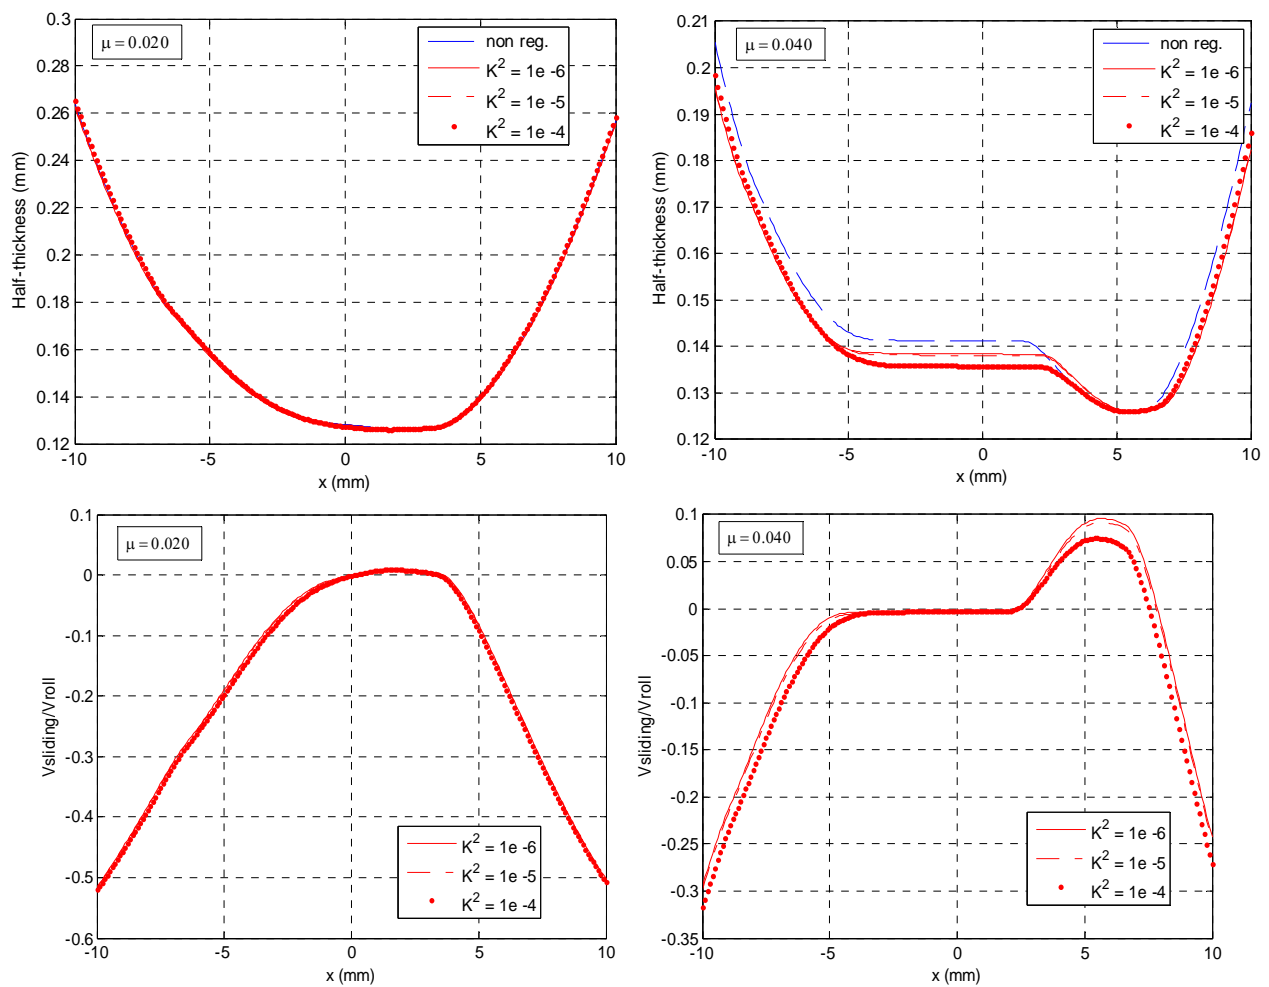 0.3
0.28
0.26
0.24
0.22
0.2
0.18
0.16
0.14
0.12
Half-thickness (mm)
μ = 0.020
non reg.
K² = 1e -6
K² = 1e -5
K² = 1e -4
-10 -5 0 5 10
x (mm)
0.21
0.2
0.19
0.18
0.17
0.16
0.15
0.14
0.13
0.12
Half-thickness (mm)
μ = 0.040
non reg.
K² = 1e -6
K² = 1e -5
K² = 1e -4
-10 -5 0 5 10
x (mm)
0.1
0
-0.1
-0.2
-0.3
-0.4
-0.5
-0.6
Vsliding/Vroll
μ = 0.020
K² = 1e -6
K² = 1e -5
K² = 1e -4
-10 -5 0 5 10
x (mm)
0.1
0.05
0
-0.05
-0.1
-0.15
-0.2
-0.25
-0.3
-0.35
Vsliding/Vroll
μ = 0.040
K² = 1e -6
K² = 1e -5
K² = 1e -4
-10 -5 0 5 10
x (mm)